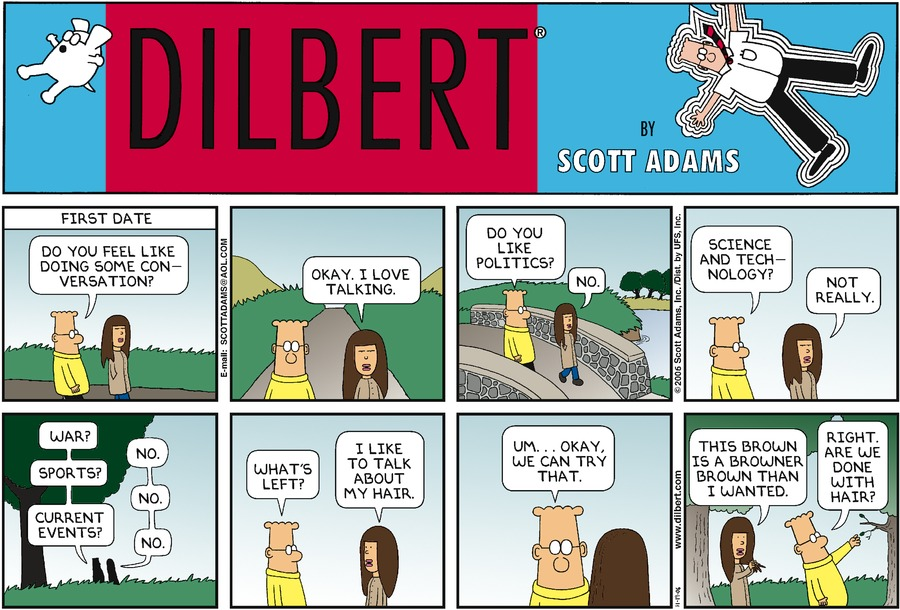 DILBERT®
BY
SCOTT ADAMS
FIRST DATE
DO YOU FEEL LIKE
DOING SOME CON-
VERSATION?
E-mail: SCOTTADAMS@AOL.COM
OKAY. I LOVE
TALKING.
DO YOU
LIKE
POLITICS?
NO.
© 2006 Scott Adams, Inc. /Dist. by UFS, Inc.
SCIENCE
AND TECH-
NOLOGY?
NOT
REALLY.
WAR?
NO.
SPORTS?
NO.
CURRENT
EVENTS?
NO.
WHAT'S
LEFT?
I LIKE
TO TALK
ABOUT
MY HAIR.
UM... OKAY,
WE CAN TRY
THAT.
www.dilbert.com
THIS BROWN
IS A BROWNER
BROWN THAN
I WANTED.
RIGHT.
ARE WE
DONE
WITH
HAIR?